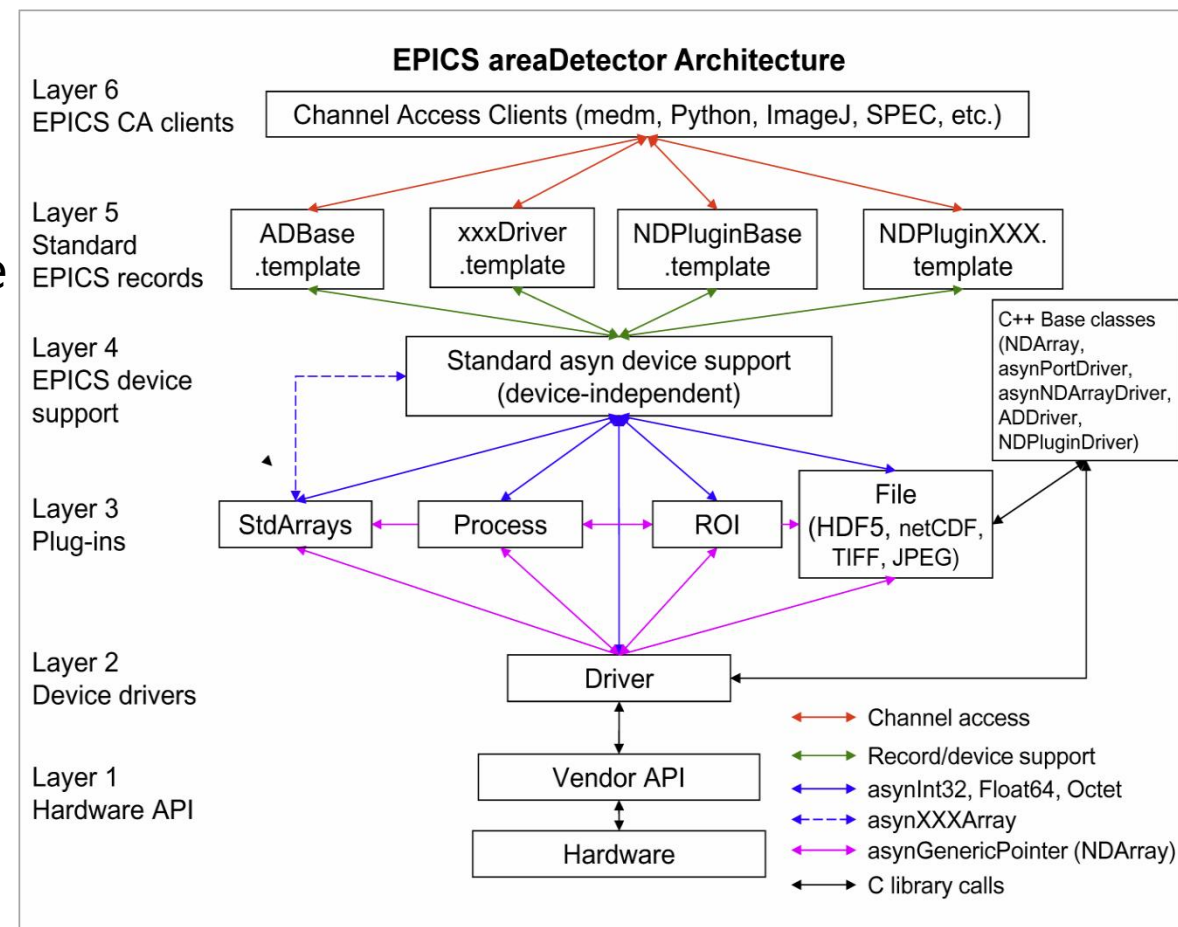 EPICS areaDetector Architecture
Layer 6
EPICS CA clients
Channel Access Clients (medm, Python, ImageJ, SPEC, etc.)
Layer 5
Standard
EPICS records
ADBase
.template
xxxDriver
.template
NDPluginBase
.template
NDPluginXXX.
template
e
C++ Base classes
(NDArray,
asynPortDriver,
asynNDArrayDriver,
ADDriver,
NDPluginDriver)
Layer 4
EPICS device
support
Standard asyn device support
(device-independent)
Layer 3
Plug-ins
StdArrays
Process
ROI
File
(HDF5, netCDF,
TIFF, JPEG)
Layer 2
Device drivers
Driver
Layer 1
Hardware API
Vendor API
Hardware
Channel access
Record/device support
asynInt32, Float64, Octet
asynXXXArray
asynGenericPointer (NDArray)
C library calls